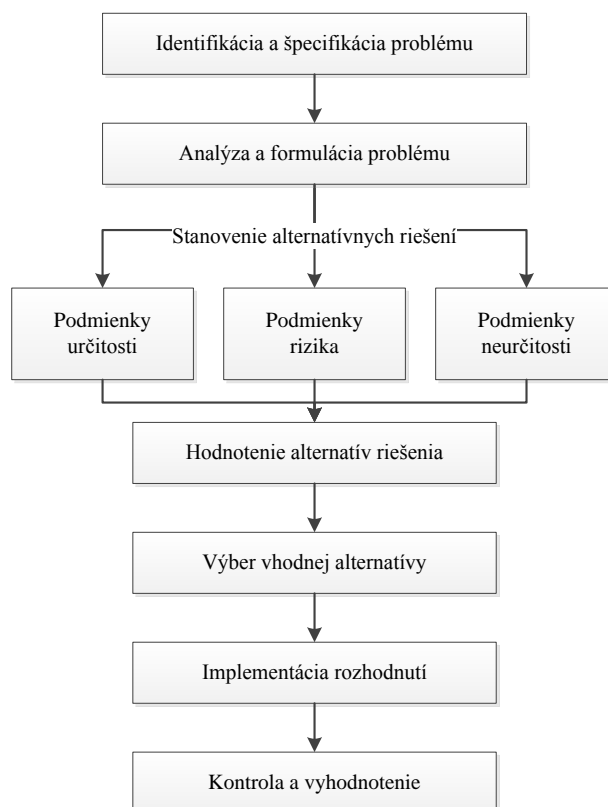 Identifikácia a špecifikácia problému
Analýza a formulácia problému
Stanovenie alternatívnych riešení
Podmienky
určitosti
Podmienky
rizika
Podmienky
neurčitosti
Hodnotenie alternatív riešenia
Výber vhodnej alternatívy
Implementácia rozhodnutí
Kontrola a vyhodnotenie